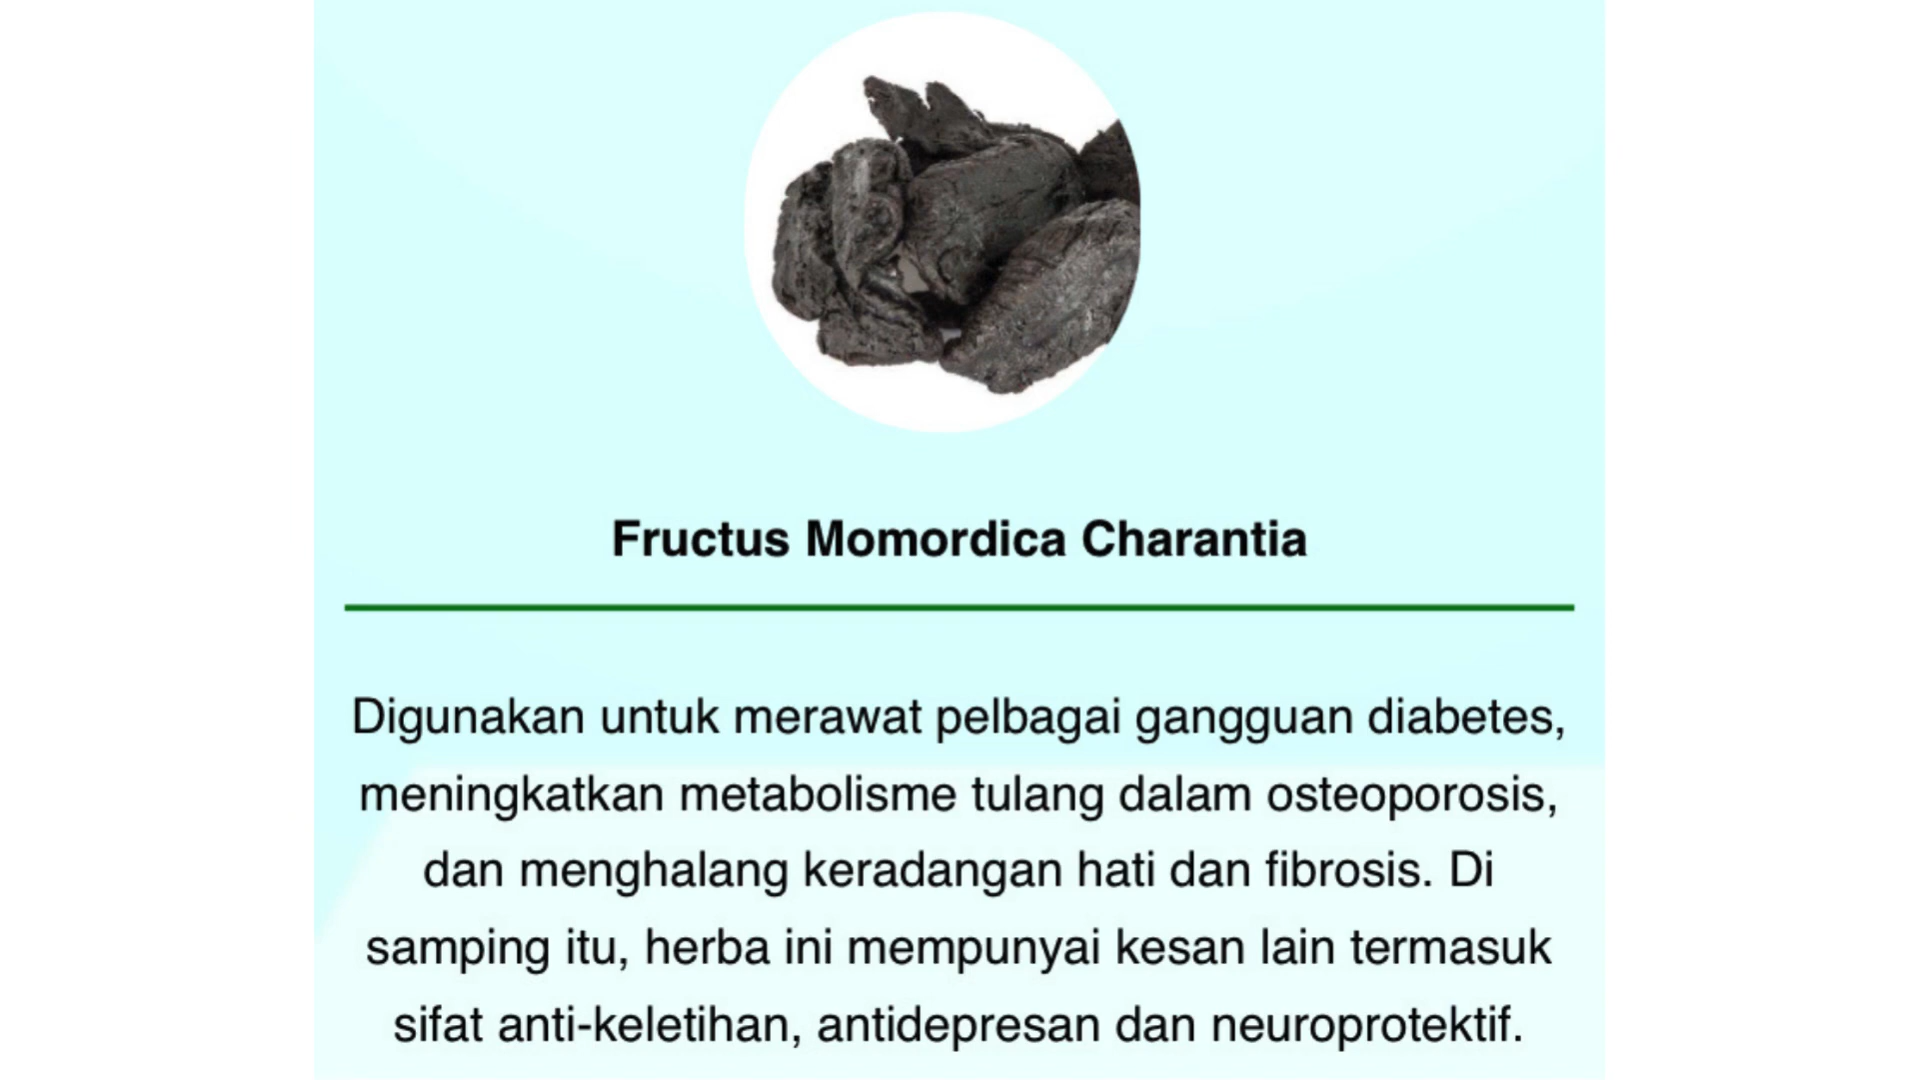 Fructus Momordica Charantia
Digunakan untuk merawat pelbagai gangguan diabetes,
meningkatkan metabolisme tulang dalam osteoporosis,
dan menghalang keradangan hati dan fibrosis. Di
samping itu, herba ini mempunyai kesan lain termasuk
sifat anti-keletihan, antidepresan dan neuroprotektif.